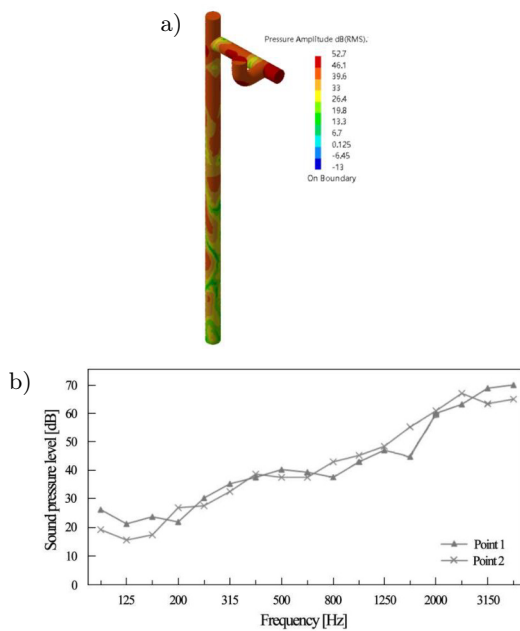 a)
Pressure Amplitude dB(RMS).
52.7
46.1
39.6
33
26.4
19.8
13.3
6.7
0.125
-6.45
-13
On Boundary
b)
Sound pressure level [dB]
70
60
50
40
30
20
10
0
125 200 315 500 800 1250 2000 3150
Frequency [Hz]
Point 1
Point 2